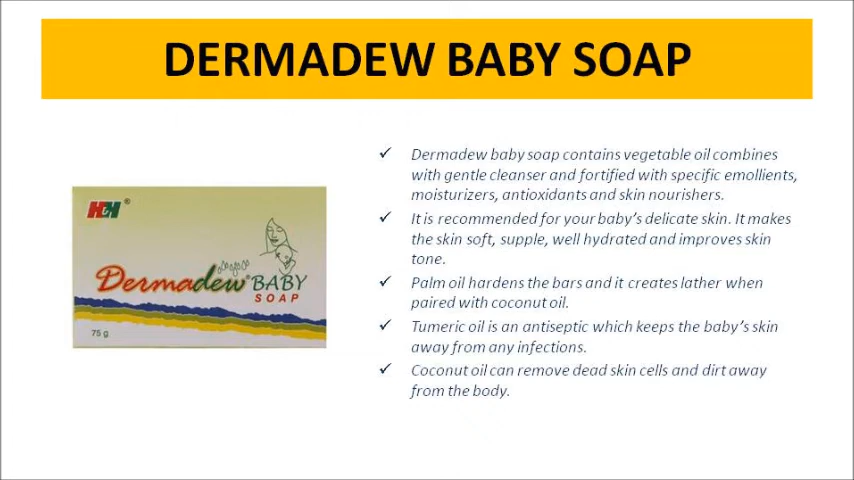 DERMADEW BABY SOAP
H&H ®
Dermadew® BABY
SOAP
75 g
✓ Dermadew baby soap contains vegetable oil combines
with gentle cleanser and fortified with specific emollients,
moisturizers, antioxidants and skin nourishers.
✓ It is recommended for your baby's delicate skin. It makes
the skin soft, supple, well hydrated and improves skin
tone.
✓ Palm oil hardens the bars and it creates lather when
paired with coconut oil.
✓ Tumeric oil is an antiseptic which keeps the baby's skin
away from any infections.
✓ Coconut oil can remove dead skin cells and dirt away
from the body.